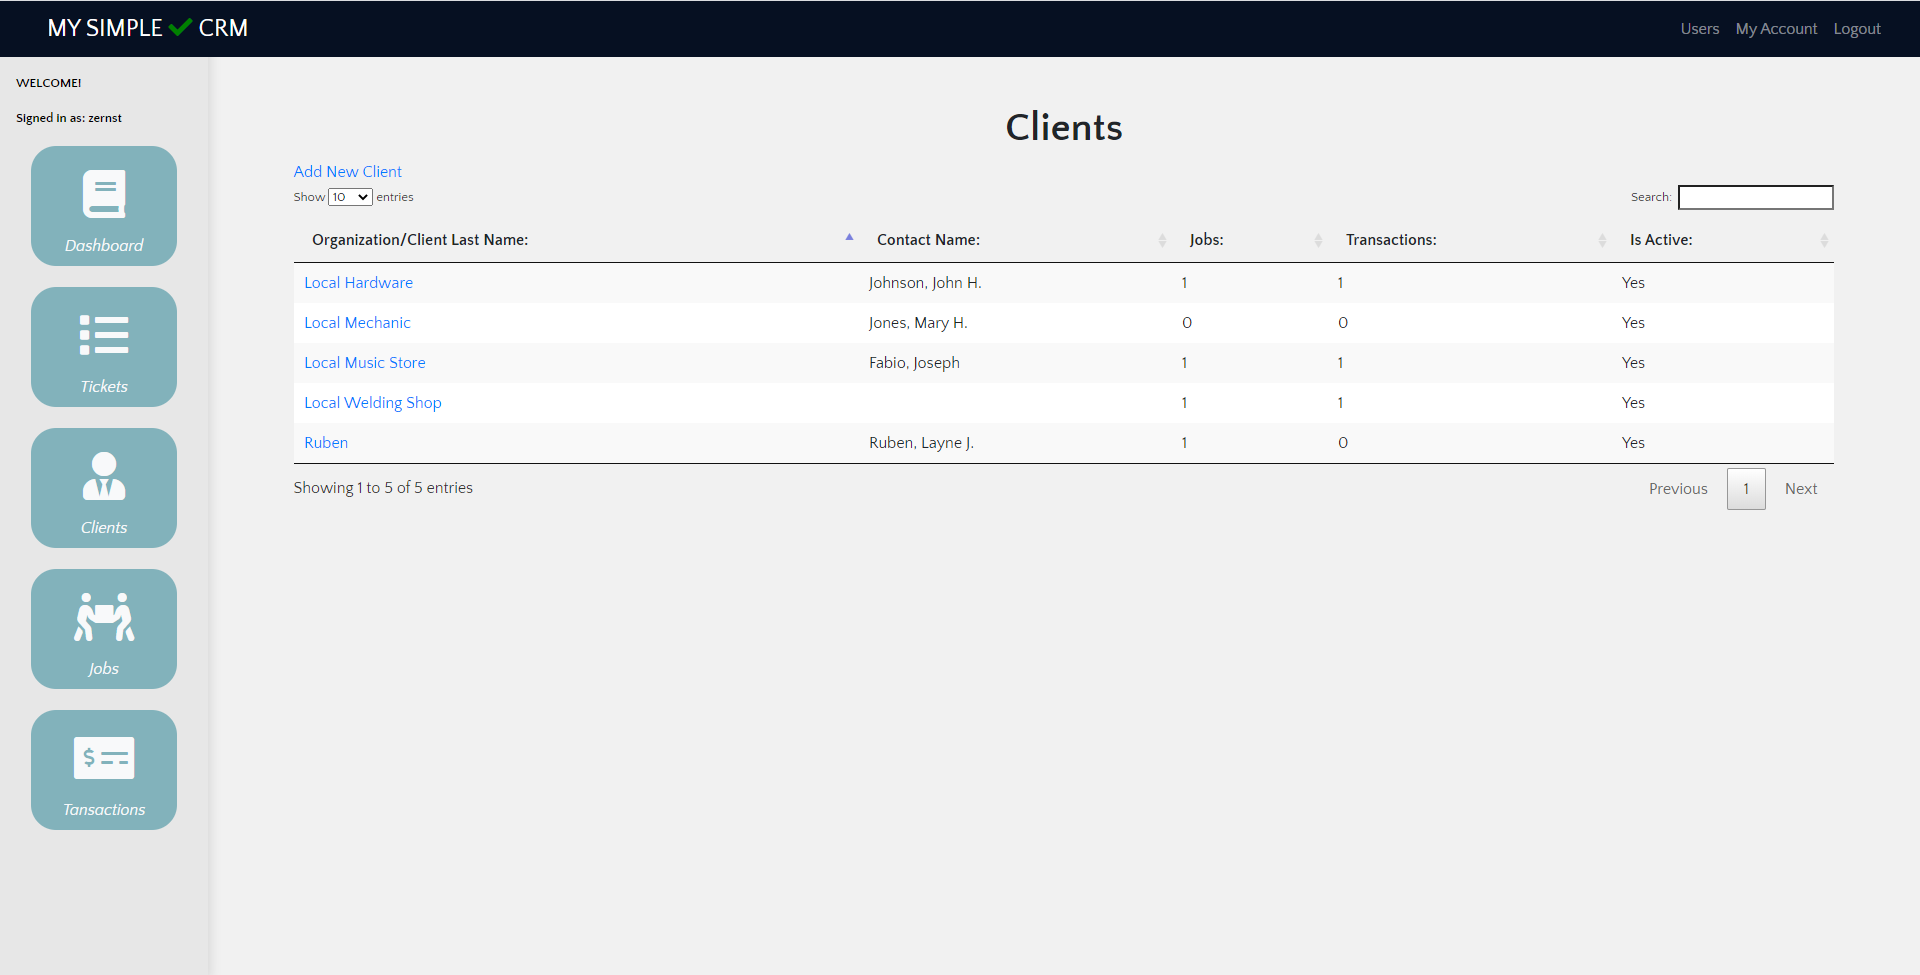 MY SIMPLE CRM
Users My Account Logout
WELCOME!
Signed in as: zernst
Dashboard
Tickets
Clients
Jobs
Tansactions
Clients
Add New Client
Show 10 entries
Search:
Organization/Client Last Name: Contact Name: Jobs: Transactions: Is Active:
Local Hardware Johnson, John H. 1 1 Yes
Local Mechanic Jones, Mary H. 0 0 Yes
Local Music Store Fabio, Joseph 1 1 Yes
Local Welding Shop 1 1 Yes
Ruben Ruben, Layne J. 1 0 Yes
Showing 1 to 5 of 5 entries
Previous 1 Next